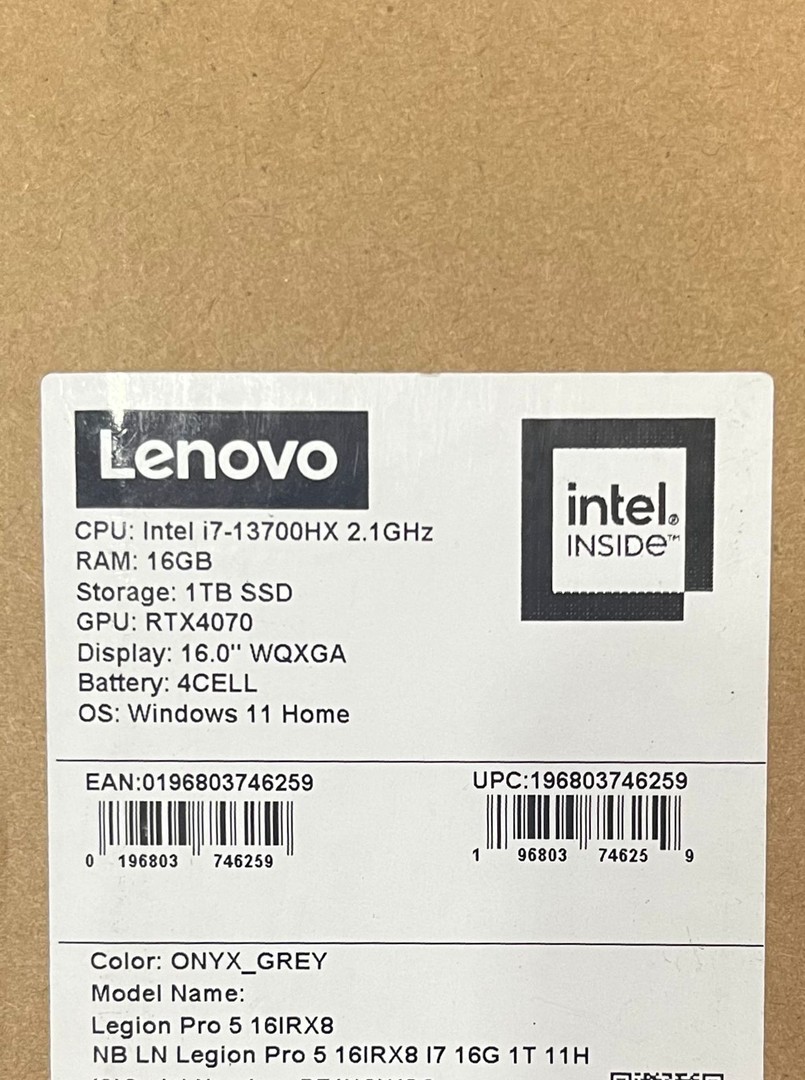 Lenovo
intel.
INSIDE™
CPU: Intel i7-13700HX 2.1GHz
RAM: 16GB
Storage: 1TB SSD
GPU: RTX4070
Display: 16.0" WQXGA
Battery: 4CELL
OS: Windows 11 Home
EAN:0196803746259
0 196803 746259
UPC:196803746259
1 96803 74625 9
Color: ONYX_GREY
Model Name:
Legion Pro 5 16IRX8
NB LN Legion Pro 5 16IRX8 I7 16G 1T 11H